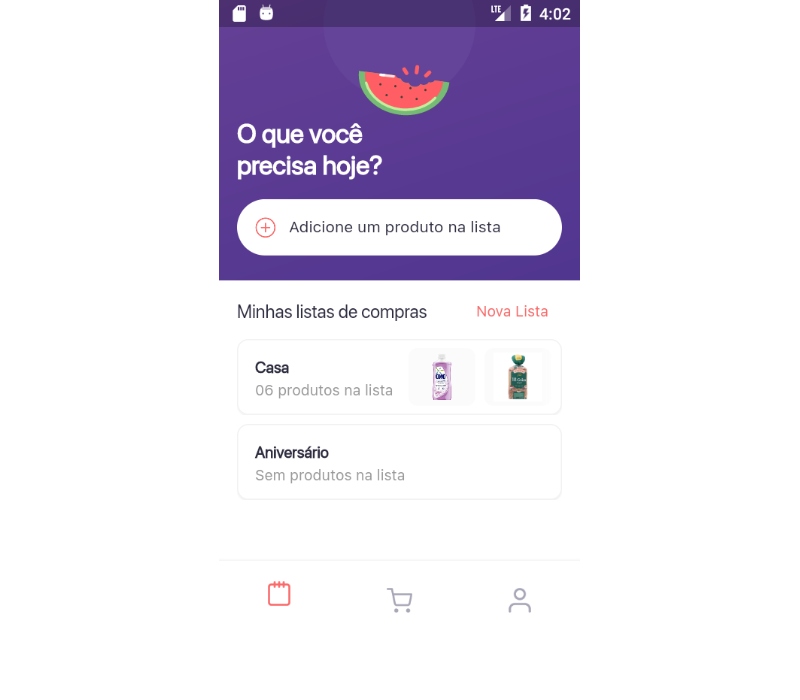 LTE 4:02
O que você
precisa hoje?
Adicione um produto na lista
Minhas listas de compras Nova Lista
Casa
06 produtos na lista
OMO
Aniversário
Sem produtos na lista